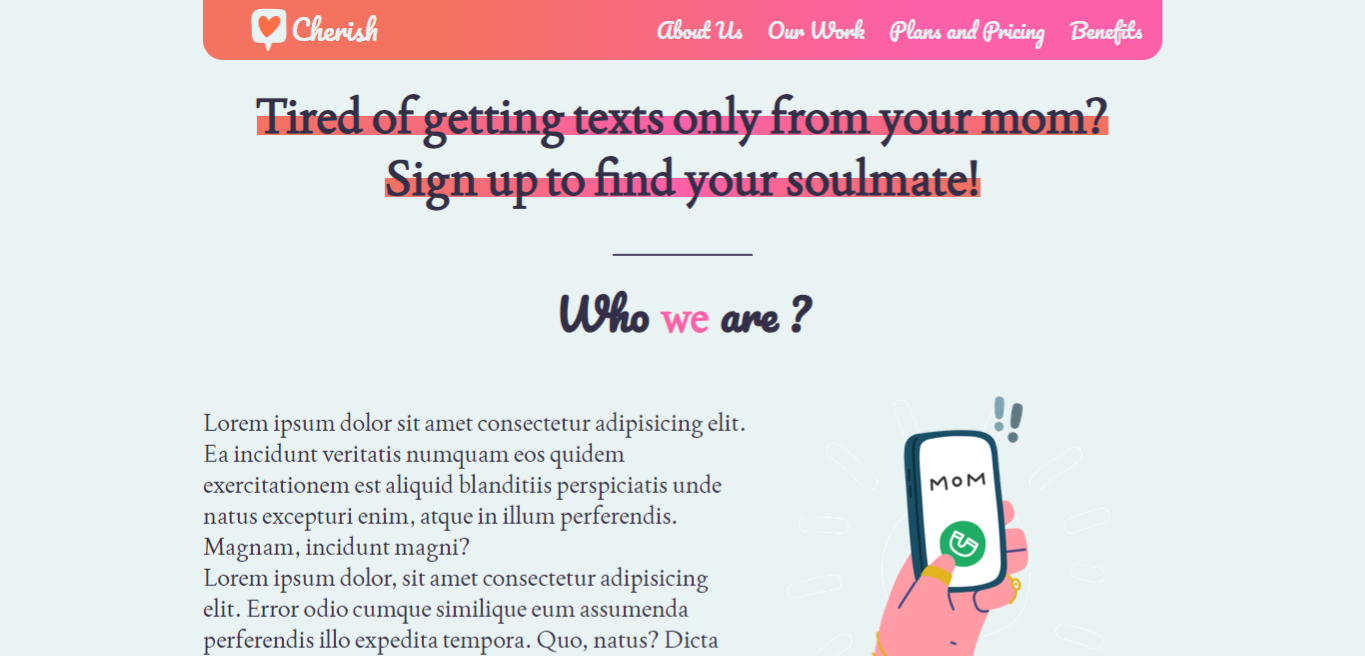 Cherish
About Us Our Work Plans and Pricing Benefits
Tired of getting texts only from your mom?
Sign up to find your soulmate!
Who we are ?
Lorem ipsum dolor sit amet consectetur adipisicing elit.
Ea incidunt veritatis numquam eos quidem
exercitationem est aliquid blanditiis perspiciatis unde
natus excepturi enim, atque in illum perferendis.
Magnam, incidunt magni?
Lorem ipsum dolor, sit amet consectetur adipisicing
elit. Error odio cumque similique eum assumenda
perferendis illo expedita tempora. Quo, natus? Dicta
!!
MOM